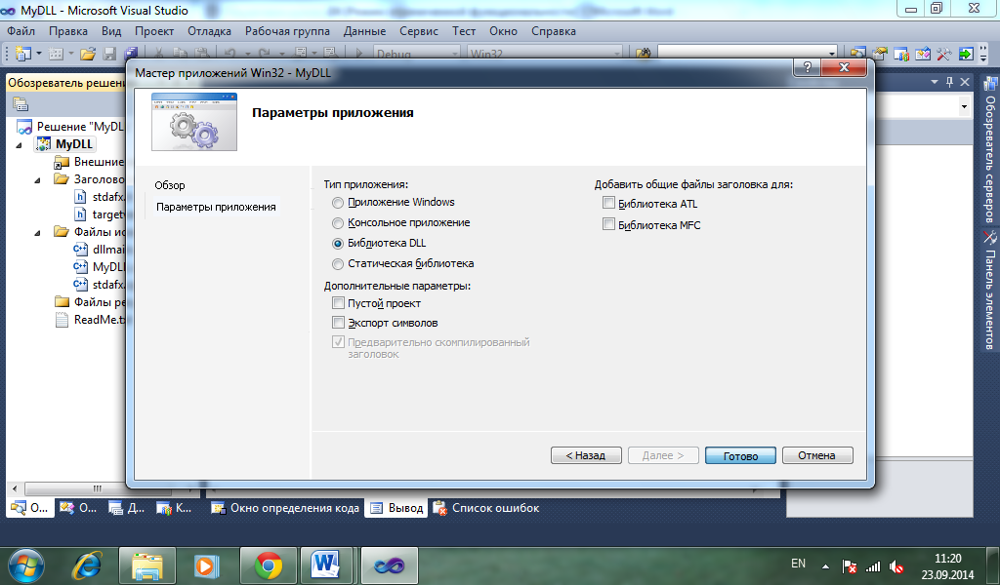 MyDLL - Microsoft Visual Studio
Файл Правка Вид Проект Отладка Рабочая группа Данные Сервис Тест Окно Справка
Debug Win32
Мастер приложений Win32 - MyDLL
Обозреватель решени
Параметры приложения
Решение "MyDL
MyDLL
Внешние
Заголово
stdafx
target
Файлы ис
dllmai
MyDLL
stdafx
Файлы ре
ReadMe.t
Обзор
Параметры приложения
Тип приложения:
Приложение Windows
Консольное приложение
Библиотека DLL
Статическая библиотека
Дополнительные параметры:
Пустой проект
Экспорт символов
Предварительно скомпилированный
заголовок
Добавить общие файлы заголовка для:
Библиотека ATL
Библиотека MFC
< Назад Далее > Готово Отмена
Обозреватель серверов
Панель элементов
О... О... Д... К... Окно определения кода Вывод Список ошибок
EN 11:20
23.09.2014